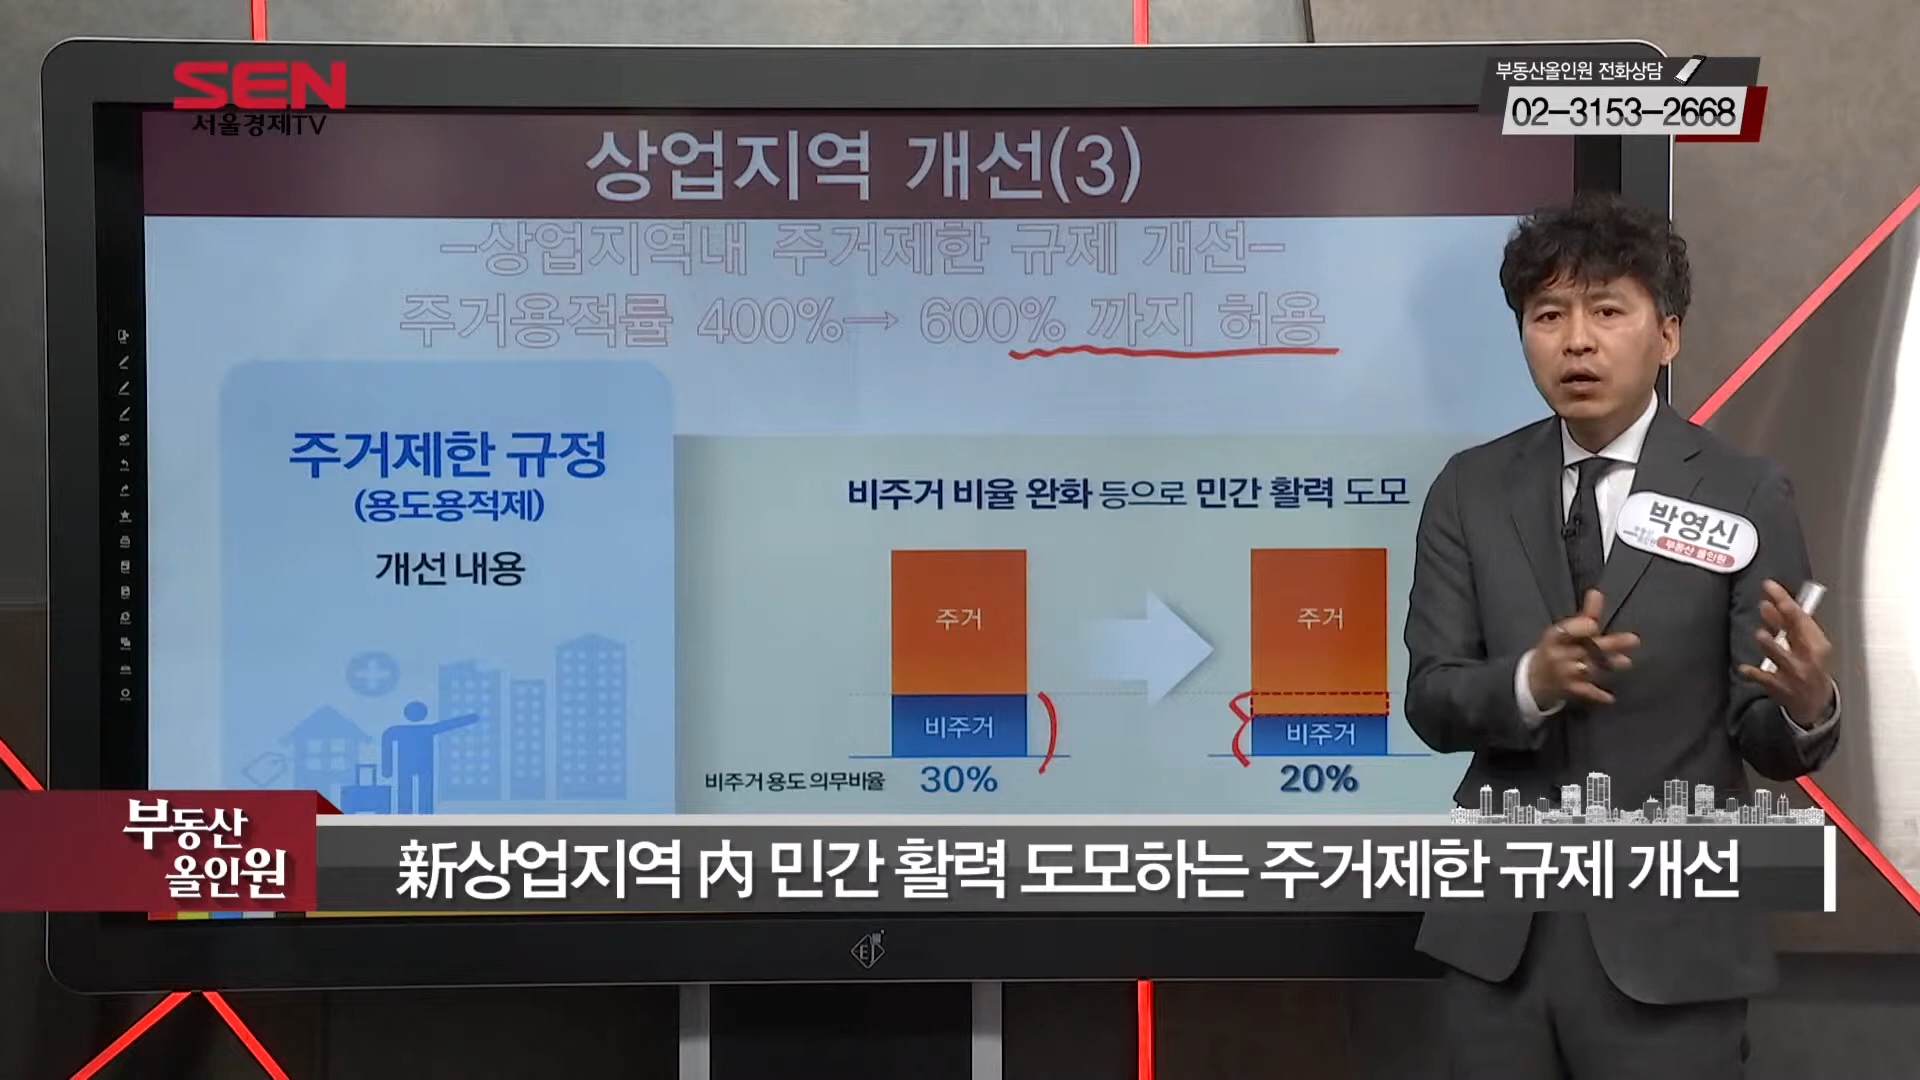 SEN
서울경제TV
부동산올인원 전화상담
02-3153-2668
상업지역 개선(3)
-상업지역내 주거제한 규제 개선-
주거용적률 400%→ 600% 까지 허용
주거제한 규정
(용도용적제)
개선 내용
비주거 비율 완화 등으로 민간 활력 도모
주거
비주거
주거
비주거
비주거 용도 의무비율
30%
20%
박영신
부동산 올인원
부동산
올인원
新상업지역 內 민간 활력 도모하는 주거제한 규제 개선